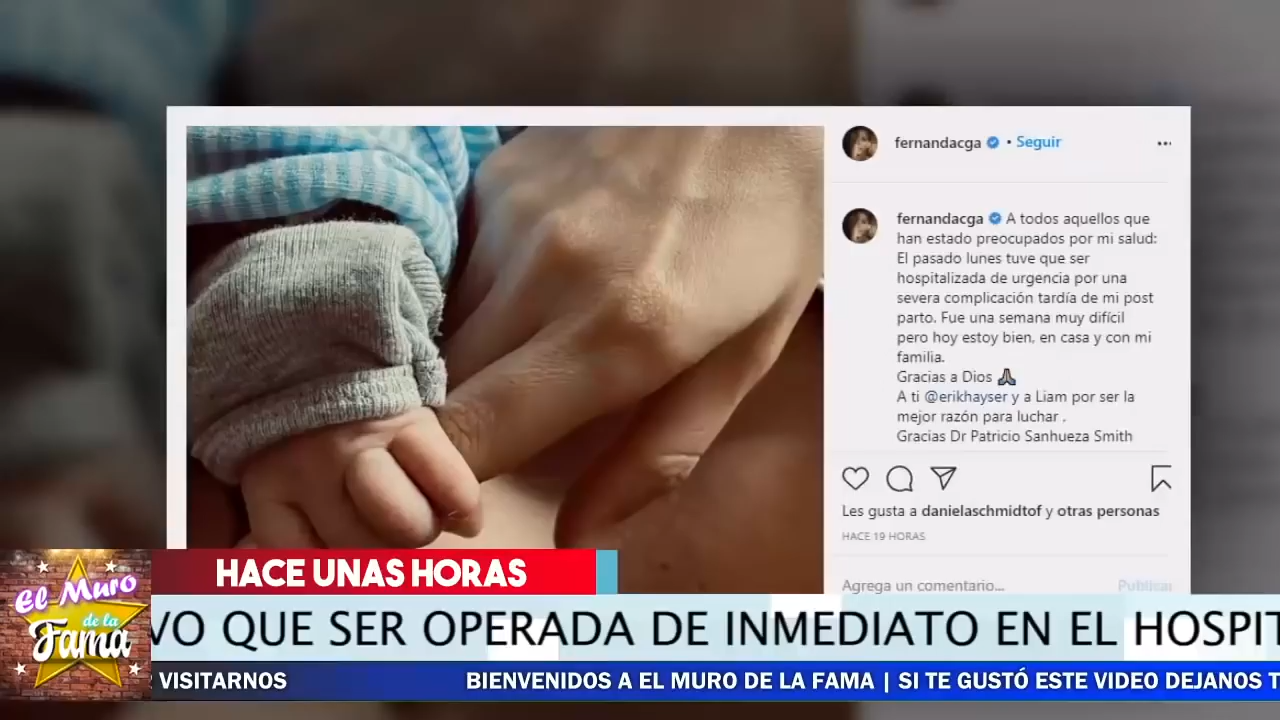 fernandacga • Seguir
fernandacga A todos aquellos que
han estado preocupados por mi salud:
El pasado lunes tuve que ser
hospitalizada de urgencia por una
severa complicación tardía de mi post
parto. Fue una semana muy difícil
pero hoy estoy bien, en casa y con mi
familia.
Gracias a Dios 🙏🏼
A ti @erikhayser y a Liam por ser la
mejor razón para luchar .
Gracias Dr Patricio Sanhueza Smith
Les gusta a danielaschmidtof y otras personas
HACE 19 HORAS
Agrega un comentario... Publicar
HACE UNAS HORAS
El Muro
de la
Fama
VO QUE SER OPERADA DE INMEDIATO EN EL HOSPIT
VISITARNOS BIENVENIDOS A EL MURO DE LA FAMA | SI TE GUSTÓ ESTE VIDEO DEJANOS T